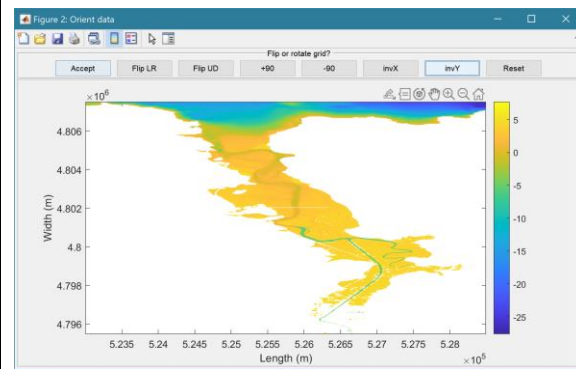 Figure 2: Orient data
Flip or rotate grid?
Accept Flip LR Flip UD +90 -90 invX invY Reset
×10⁶
4.806
4.804
4.802
4.8
4.798
4.796
Width (m)
5.235 5.24 5.245 5.25 5.255 5.26 5.265 5.27 5.275 5.28
Length (m)
×10⁵
5
0
-5
-10
-15
-20
-25